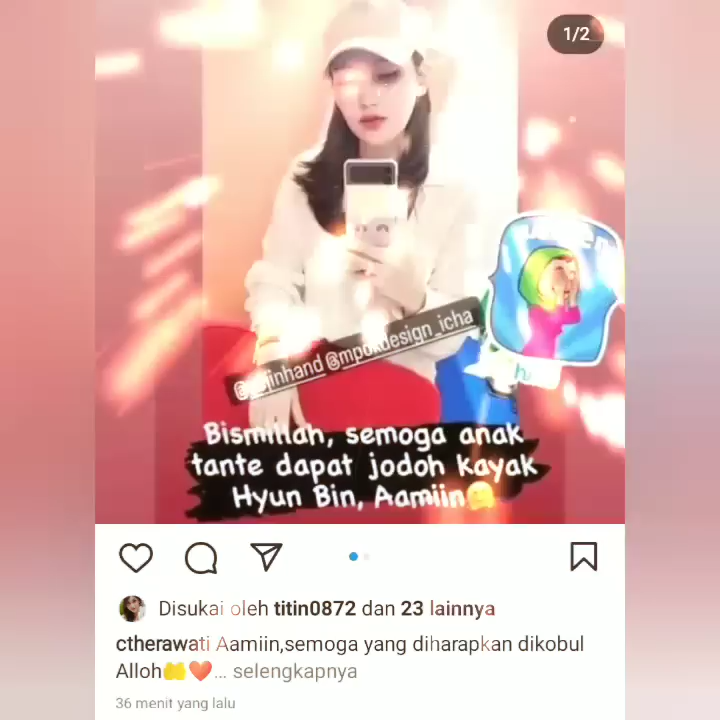 1/2
@mpokdesign_icha
Bismillah, semoga anak
tante dapat jodoh kayak
Hyun Bin, Aamiin🤗
Disukai oleh titin0872 dan 23 lainnya
ctherawati Aamiin,semoga yang diharapkan dikobul
Alloh🤲❤️... selengkapnya
36 menit yang lalu